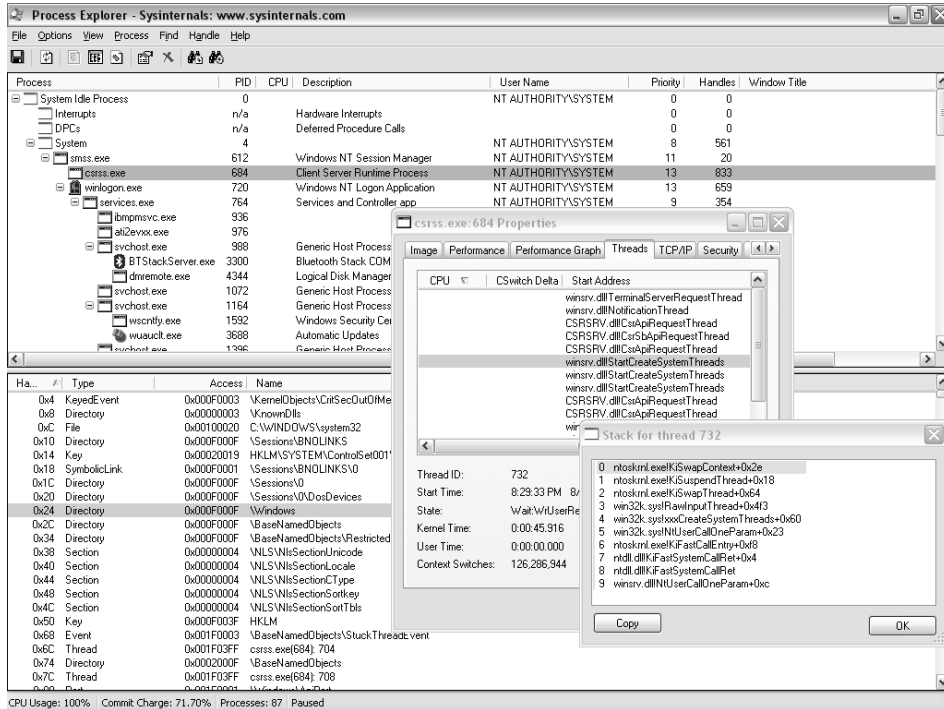 Process Explorer - Sysinternals: www.sysinternals.com
File Options View Process Find Handle Help
Process PID CPU Description User Name Priority Handles Window Title
System Idle Process 0 NT AUTHORITY\SYSTEM 0 0
Interrupts n/a Hardware Interrupts 0 0
DPCs n/a Deferred Procedure Calls 0 0
System 4 NT AUTHORITY\SYSTEM 8 561
smss.exe 612 Windows NT Session Manager NT AUTHORITY\SYSTEM 11 20
csrss.exe 684 Client Server Runtime Process NT AUTHORITY\SYSTEM 13 833
winlogon.exe 720 Windows NT Logon Application NT AUTHORITY\SYSTEM 13 659
services.exe 764 Services and Controller app NT AUTHORITY\SYSTEM 9 354
ibmpmsvc.exe 936
ati2evxx.exe 976
svchost.exe 988 Generic Host Process
BTStackServer.exe 3300 Bluetooth Stack COM
dmremote.exe 4344 Logical Disk Manager
svchost.exe 1072 Generic Host Process
svchost.exe 1164 Generic Host Process
wscntfy.exe 1592 Windows Security Cer
wuauclt.exe 3688 Automatic Updates
svchost.exe 1396 Generic Host Process
Ha... Type Access Name
0x4 KeyedEvent 0x000F0003 \KernelObjects\CritSecOutOfMe
0x8 Directory 0x00000003 \KnownDlls
0xC File 0x00100020 C:\WINDOWS\system32
0x10 Directory 0x000F000F \Sessions\BNOLINKS
0x14 Key 0x00020019 HKLM\SYSTEM\ControlSet001\
0x18 SymbolicLink 0x000F0001 \Sessions\BNOLINKS\0
0x1C Directory 0x000F000F \Sessions\0
0x20 Directory 0x000F000F \Sessions\0\DosDevices
0x24 Directory 0x000F000F \Windows
0x2C Directory 0x000F000F \BaseNamedObjects
0x34 Directory 0x000F000F \BaseNamedObjects\Restricted
0x38 Section 0x00000004 \NLS\NlsSectionUnicode
0x40 Section 0x00000004 \NLS\NlsSectionLocale
0x44 Section 0x00000004 \NLS\NlsSectionCType
0x48 Section 0x00000004 \NLS\NlsSectionSortkey
0x4C Section 0x00000004 \NLS\NlsSectionSortTbls
0x50 Key 0x000F003F HKLM
0x68 Event 0x001F0003 \BaseNamedObjects\StuckThreadEvent
0x6C Thread 0x001F03FF csrss.exe(684): 704
0x74 Directory 0x0002000F \BaseNamedObjects
0x7C Thread 0x001F03FF csrss.exe(684): 708
CPU Usage: 100% Commit Charge: 71.70% Processes: 87 Paused
csrss.exe:684 Properties
Image Performance Performance Graph Threads TCP/IP Security
CPU CSwitch Delta Start Address
winsrv.dll!TerminalServerRequestThread
winsrv.dll!NotificationThread
CSRSRV.dll!CsrApiRequestThread
CSRSRV.dll!CsrSbApiRequestThread
CSRSRV.dll!CsrApiRequestThread
winsrv.dll!StartCreateSystemThreads
winsrv.dll!StartCreateSystemThreads
winsrv.dll!StartCreateSystemThreads
CSRSRV.dll!CsrApiRequestThread
CSRSRV.dll!CsrApiRequestThread
Thread ID: 732
Start Time: 8:29:33 PM 8/
State: Wait:WrUserRe
Kernel Time: 0:00:45.916
User Time: 0:00:00.000
Context Switches: 126,286,944
Stack for thread 732
0 ntoskrnl.exe!KiSwapContext+0x2e
1 ntoskrnl.exe!KiSuspendThread+0x18
2 ntoskrnl.exe!KiSwapThread+0x64
3 win32k.sys!RawInputThread+0x4f3
4 win32k.sys!xxxCreateSystemThreads+0x60
5 win32k.sys!NtUserCallOneParam+0x23
6 ntoskrnl.exe!KiFastCallEntry+0xf8
7 ntdll.dll!KiFastSystemCallRet+0x4
8 ntdll.dll!KiFastSystemCallRet
9 winsrv.dll!NtUserCallOneParam+0xc
Copy OK